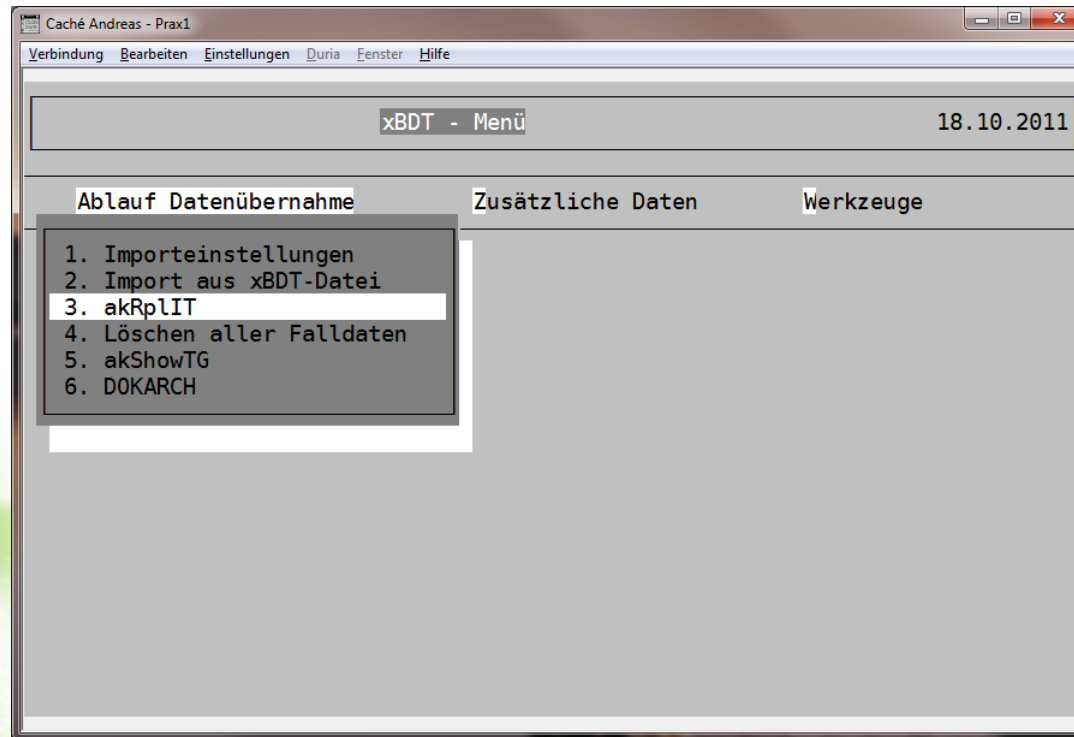 Caché Andreas - Prax1
Verbindung Bearbeiten Einstellungen Duria Fenster Hilfe
xBDT - Menü 18.10.2011
Ablauf Datenübernahme Zusätzliche Daten Werkzeuge
1. Importeinstellungen
2. Import aus xBDT-Datei
3. akRplIT
4. Löschen aller Falldaten
5. akShowTG
6. DOKARCH